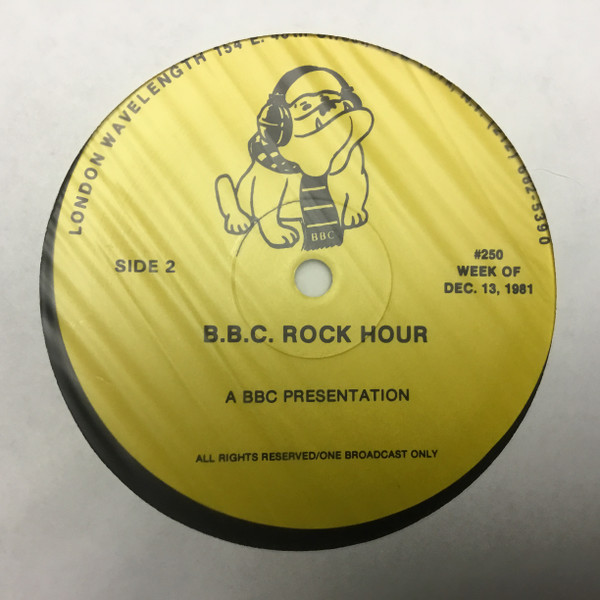 LONDON WAVELENGTH 154 E.
BBC
SIDE 2
#250
WEEK OF
DEC. 13, 1981
B.B.C. ROCK HOUR
A BBC PRESENTATION
ALL RIGHTS RESERVED/ONE BROADCAST ONLY